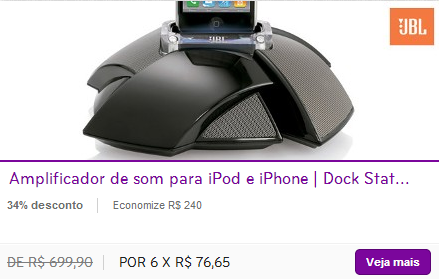 JBL
JBL
Amplificador de som para iPod e iPhone | Dock Stat...
34% desconto
Economize R$ 240
DE R$ 699,90
POR 6 X R$ 76,65
Veja mais